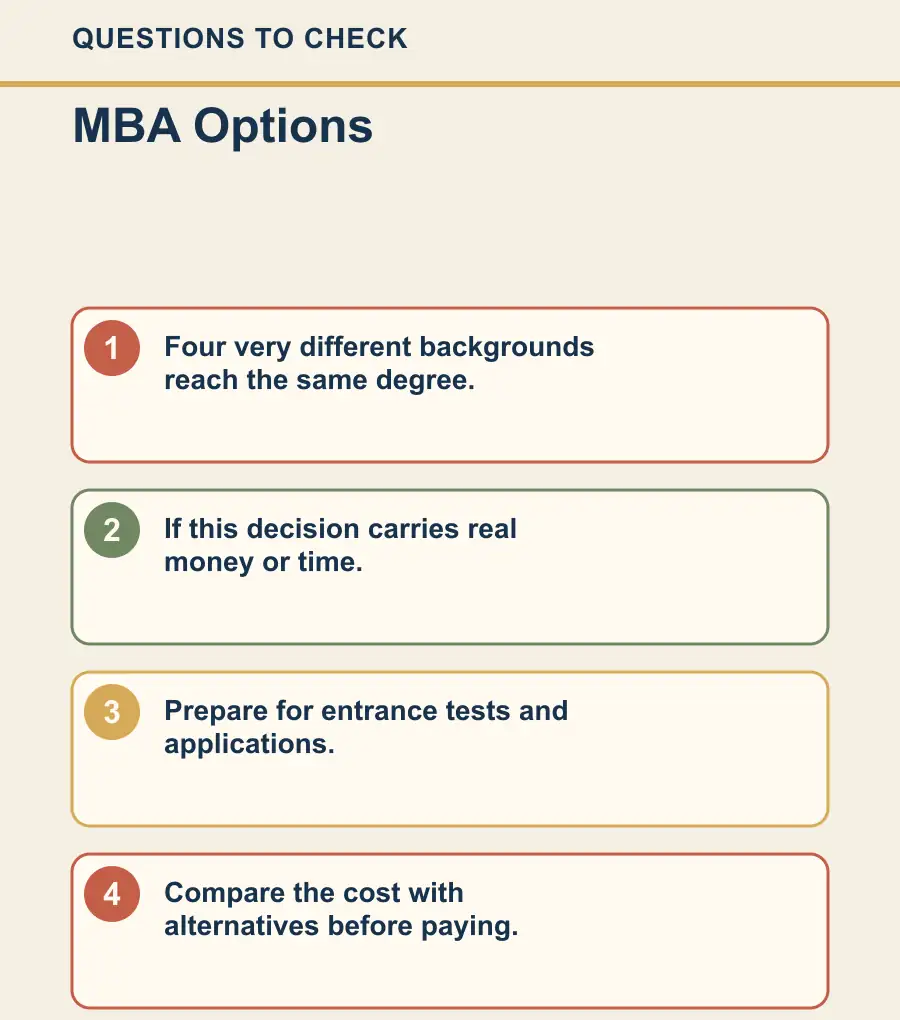 QUESTIONS TO CHECK
MBA Options
1
Four very different backgrounds
reach the same degree.
2
If this decision carries real
money or time.
3
Prepare for entrance tests and
applications.
4
Compare the cost with
alternatives before paying.